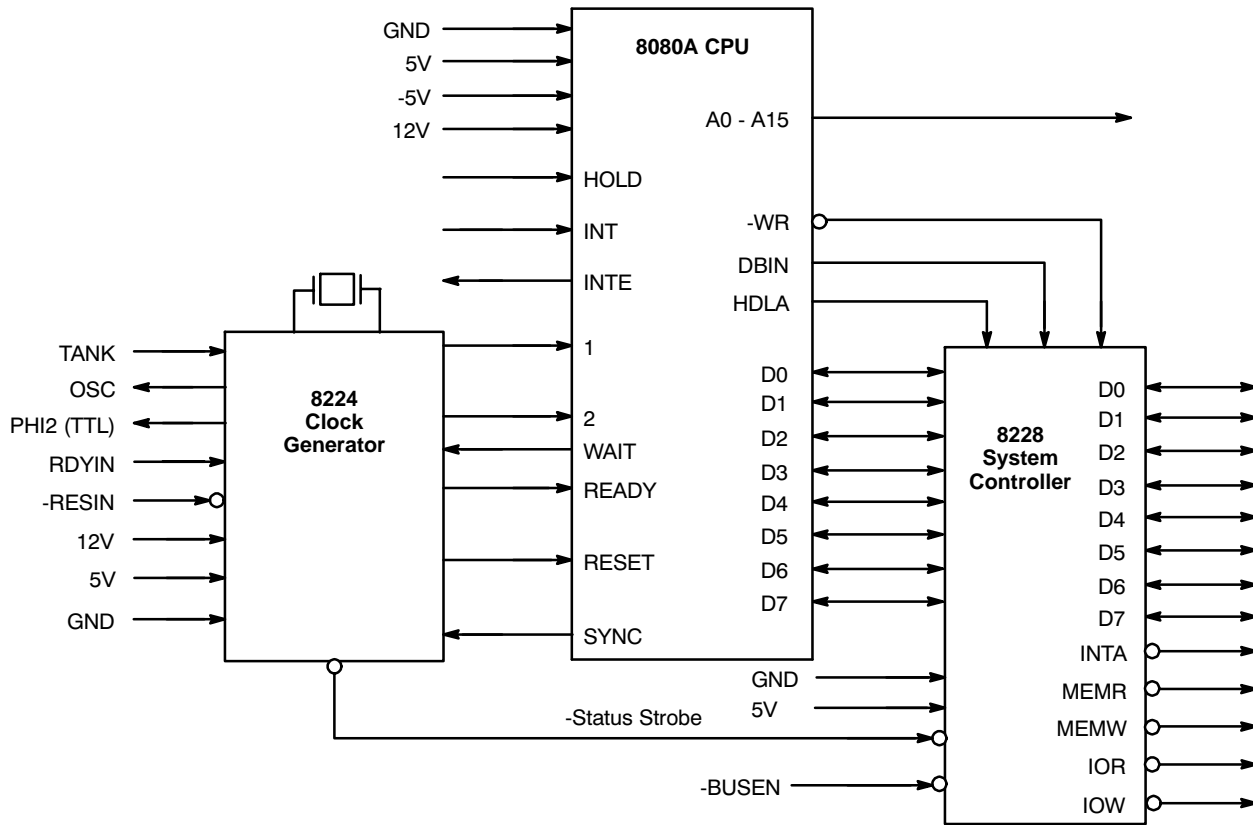 GND
5V
-5V
12V
8080A CPU
A0 - A15
HOLD
INT
INTE
-WR
DBIN
HDLA
1
2
WAIT
READY
RESET
SYNC
D0
D1
D2
D3
D4
D5
D6
D7
TANK
OSC
PHI2 (TTL)
RDYIN
-RESIN
12V
5V
GND
8224
Clock
Generator
8228
System
Controller
D0
D1
D2
D3
D4
D5
D6
D7
INTA
MEMR
MEMW
IOR
IOW
GND
5V
-Status Strobe
-BUSEN